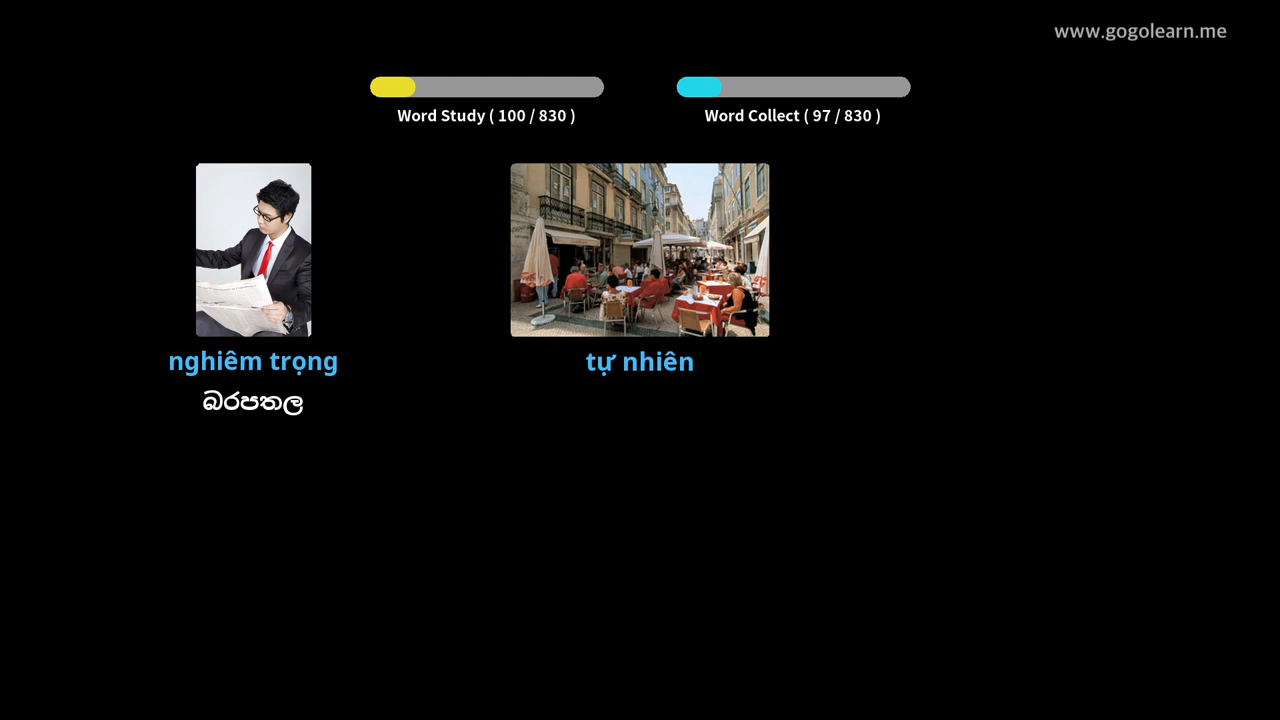 www.gogolearn.me
Word Study ( 100 / 830 )
Word Collect ( 97 / 830 )
nghiêm trọng
tự nhiên
බරපතල